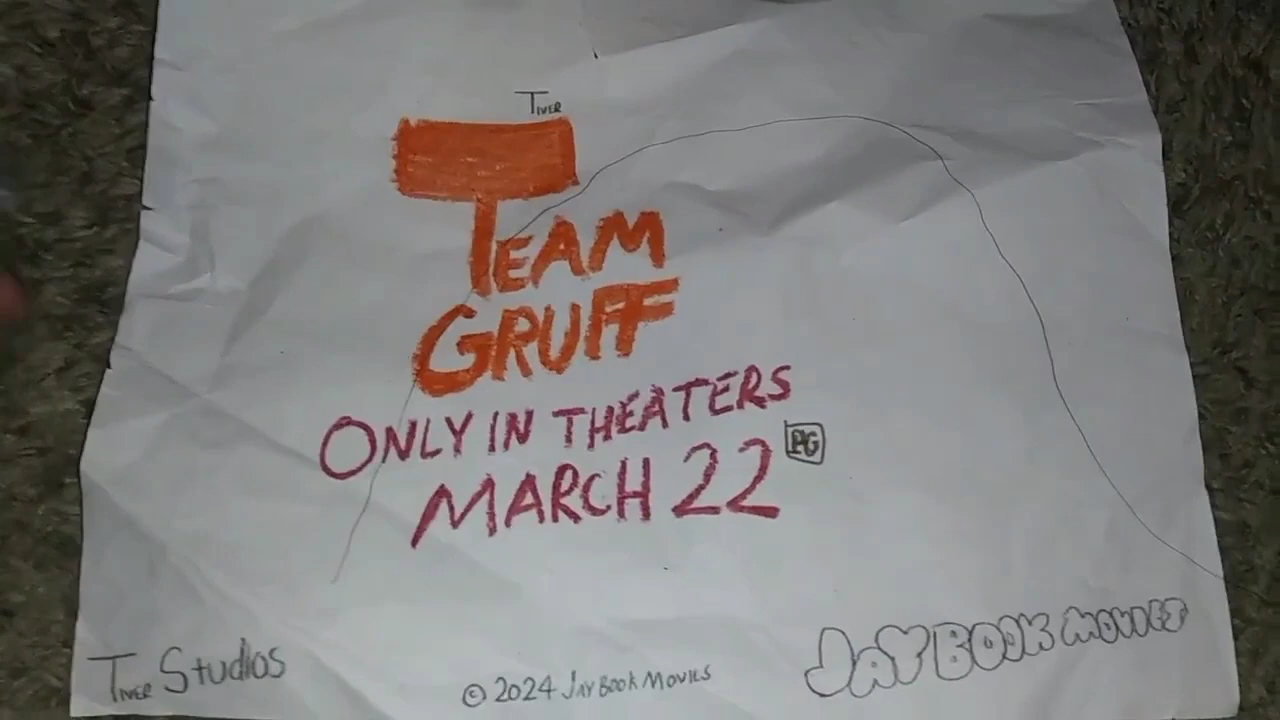 Tiver
TEAM
GRUFF
ONLY IN THEATERS
MARCH 22 PG
Tiver Studios
© 2024 JAY BOOK MOVIES
JAY BOOK MOVIES